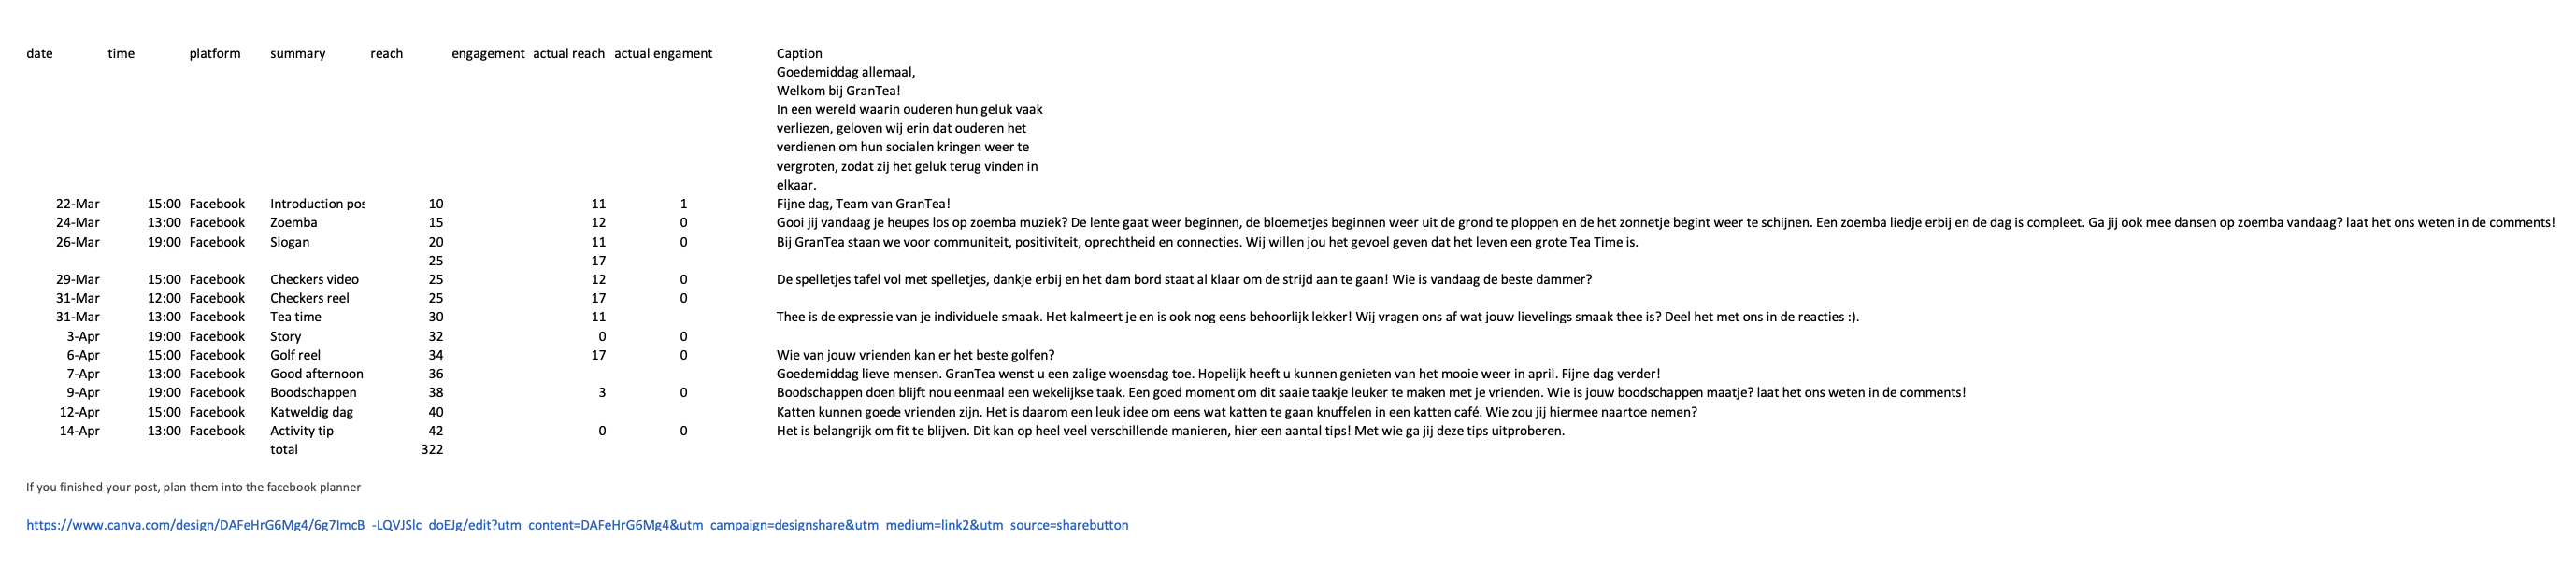 date time platform summary reach engagement actual reach actual engament Caption
Goedemiddag allemaal,
Welkom bij GranTea!
In een wereld waarin ouderen hun geluk vaak
verliezen, geloven wij erin dat ouderen het
verdienen om hun socialen kringen weer te
vergroten, zodat zij het geluk terug vinden in
elkaar.
22-Mar 15:00 Facebook Introduction pos 10 11 1 Fijne dag, Team van GranTea!
24-Mar 13:00 Facebook Zoemba 15 12 0 Gooi jij vandaag je heupes los op zoemba muziek? De lente gaat weer beginnen, de bloemetjes beginnen weer uit de grond te ploppen en de het zonnetje begint weer te schijnen. Een zoemba liedje erbij en de dag is compleet. Ga jij ook mee dansen op zoemba vandaag? laat het ons weten in de comments!
26-Mar 19:00 Facebook Slogan 20 11 0 Bij GranTea staan we voor communiteit, positiviteit, oprechtheid en connecties. Wij willen jou het gevoel geven dat het leven een grote Tea Time is.
25 17
29-Mar 15:00 Facebook Checkers video 25 12 0 De spelletjes tafel vol met spelletjes, dankje erbij en het dam bord staat al klaar om de strijd aan te gaan! Wie is vandaag de beste dammer?
31-Mar 12:00 Facebook Checkers reel 25 17 0
31-Mar 13:00 Facebook Tea time 30 11 Thee is de expressie van je individuele smaak. Het kalmeert je en is ook nog eens behoorlijk lekker! Wij vragen ons af wat jouw lievelings smaak thee is? Deel het met ons in de reacties :).
3-Apr 19:00 Facebook Story 32 0 0
6-Apr 15:00 Facebook Golf reel 34 17 0 Wie van jouw vrienden kan er het beste golfen?
7-Apr 13:00 Facebook Good afternoon 36 Goedemiddag lieve mensen. GranTea wenst u een zalige woensdag toe. Hopelijk heeft u kunnen genieten van het mooie weer in april. Fijne dag verder!
9-Apr 19:00 Facebook Boodschappen 38 3 0 Boodschappen doen blijft nou eenmaal een wekelijkse taak. Een goed moment om dit saaie taakje leuker te maken met je vrienden. Wie is jouw boodschappen maatje? laat het ons weten in de comments!
12-Apr 15:00 Facebook Katweldig dag 40 Katten kunnen goede vrienden zijn. Het is daarom een leuk idee om eens wat katten te gaan knuffelen in een katten café. Wie zou jij hiermee naartoe nemen?
14-Apr 13:00 Facebook Activity tip 42 0 0 Het is belangrijk om fit te blijven. Dit kan op heel veel verschillende manieren, hier een aantal tips! Met wie ga jij deze tips uitproberen.
total 322
If you finished your post, plan them into the facebook planner
https://www.canva.com/design/DAFeHrG6Mg4/6g7ImcB_-LQVJSlc_doEJg/edit?utm_content=DAFeHrG6Mg4&utm_campaign=designshare&utm_medium=link2&utm_source=sharebutton